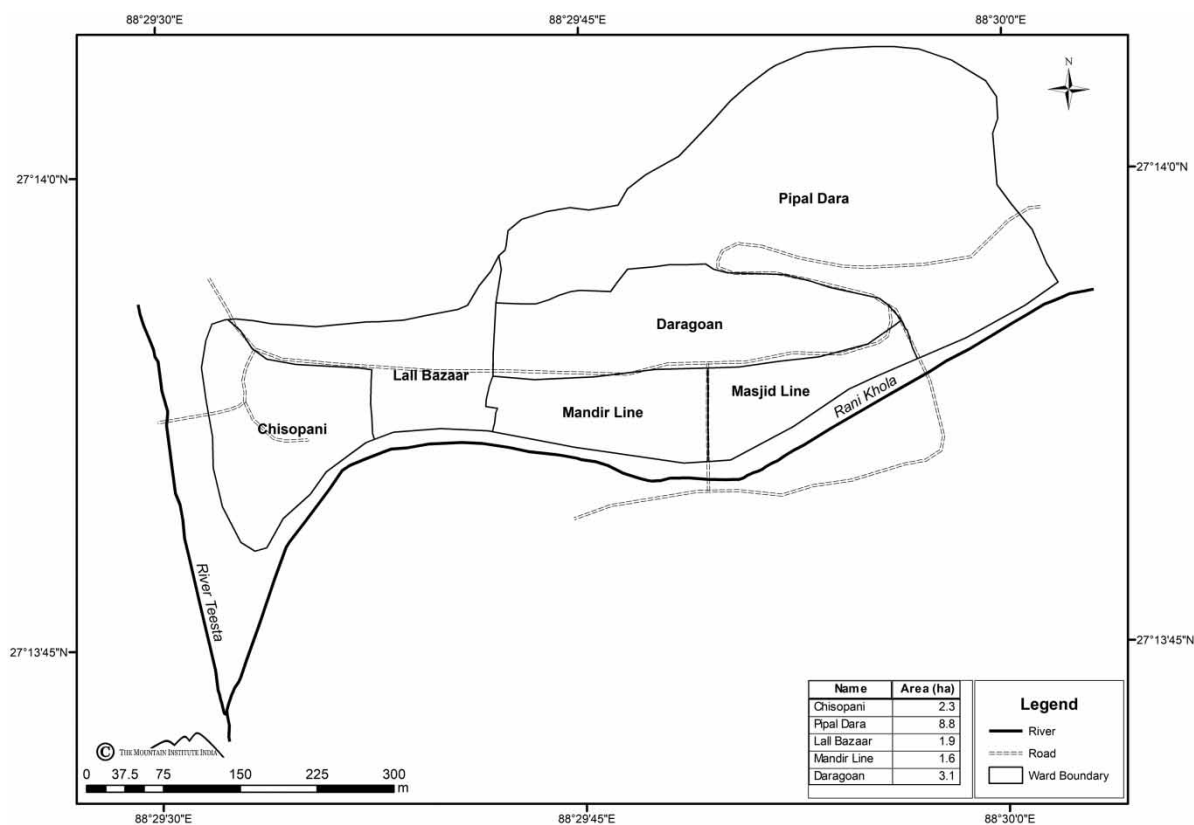 88°29'30"E 88°29'45"E 88°30'0"E
N
27°14'0"N 27°14'0"N
Pipal Dara
Daragoan
Lall Bazaar
Masjid Line
Mandir Line
Rani Khola
Chisopani
River Teesta
27°13'45"N 27°13'45"N
Name Area (ha)
Chisopani 2.3
Pipal Dara 8.8
Lall Bazaar 1.9
Mandir Line 1.6
Daragoan 3.1
Legend
River
Road
Ward Boundary
© THE MOUNTAIN INSTITUTE INDIA
0 37.5 75 150 225 300
m
88°29'30"E 88°29'45"E 88°30'0"E